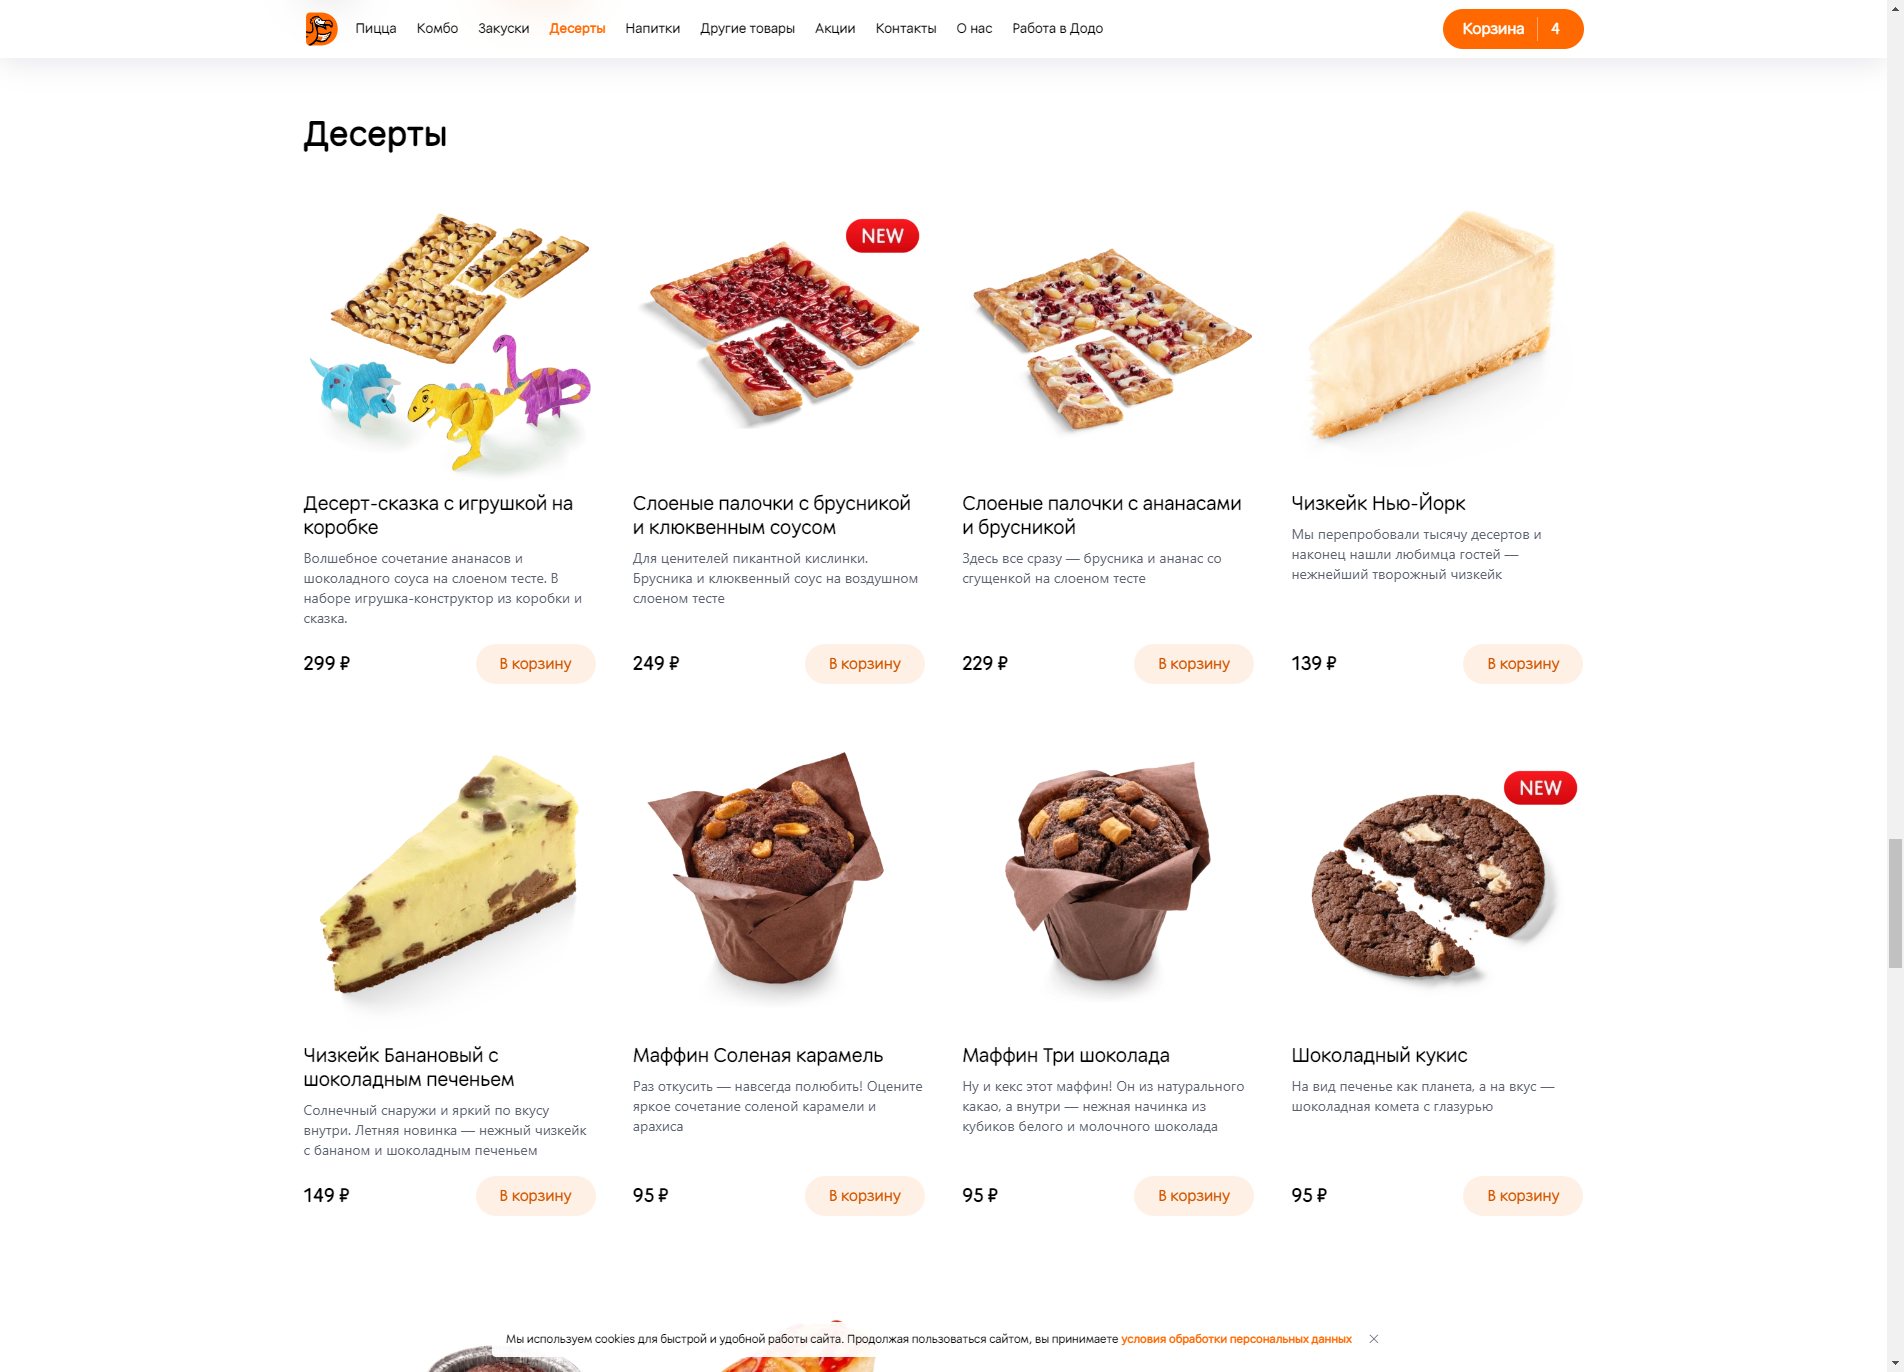 Пицца Комбо Закуски Десерты Напитки Другие товары Акции Контакты О нас Работа в Додо Корзина 4
Десерты
NEW
Десерт-сказка с игрушкой на
коробке
Волшебное сочетание ананасов и
шоколадного соуса на слоеном тесте. В
наборе игрушка-конструктор из коробки и
сказка.
299 ₽ В корзину
Слоеные палочки с брусникой
и клюквенным соусом
Для ценителей пикантной кислинки.
Брусника и клюквенный соус на воздушном
слоеном тесте
249 ₽ В корзину
Слоеные палочки с ананасами
и брусникой
Здесь все сразу — брусника и ананас со
сгущенкой на слоеном тесте
229 ₽ В корзину
Чизкейк Нью-Йорк
Мы перепробовали тысячу десертов и
наконец нашли любимца гостей —
нежнейший творожный чизкейк
139 ₽ В корзину
NEW
Чизкейк Банановый с
шоколадным печеньем
Солнечный снаружи и яркий по вкусу
внутри. Летняя новинка — нежный чизкейк
с бананом и шоколадным печеньем
149 ₽ В корзину
Маффин Соленая карамель
Раз откусить — навсегда полюбить! Оцените
яркое сочетание соленой карамели и
арахиса
95 ₽ В корзину
Маффин Три шоколада
Ну и кекс этот маффин! Он из натурального
какао, а внутри — нежная начинка из
кубиков белого и молочного шоколада
95 ₽ В корзину
Шоколадный кукис
На вид печенье как планета, а на вкус —
шоколадная комета с глазурью
95 ₽ В корзину
Мы используем cookies для быстрой и удобной работы сайта. Продолжая пользоваться сайтом, вы принимаете условия обработки персональных данных